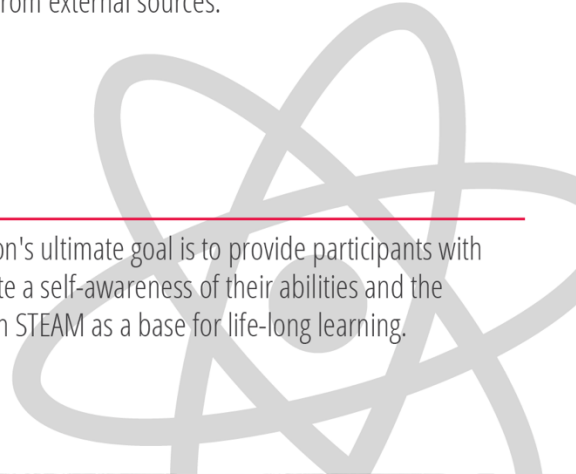 from external sources.
on's ultimate goal is to provide participants with
te a self-awareness of their abilities and the
n STEAM as a base for life-long learning.